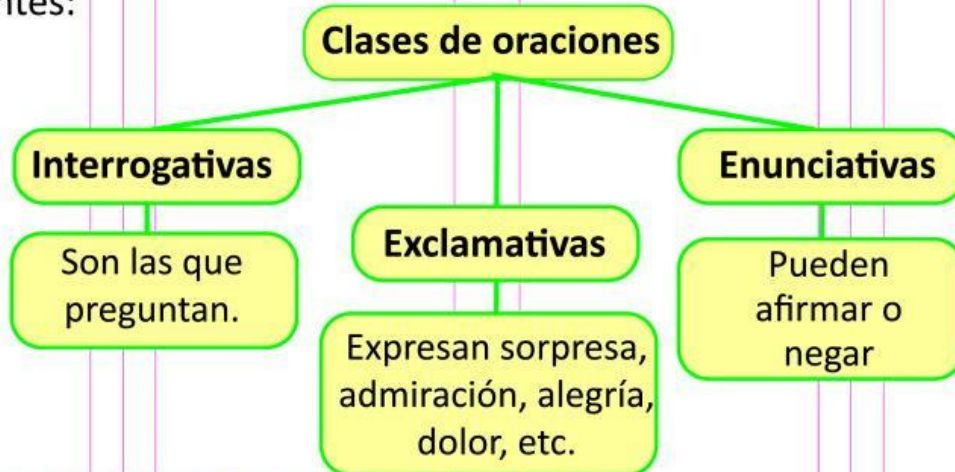 Clases de oraciones
Interrogativas
Son las que
preguntan.
Exclamativas
Expresan sorpresa,
admiración, alegría,
dolor, etc.
Enunciativas
Pueden
afirmar o
negar